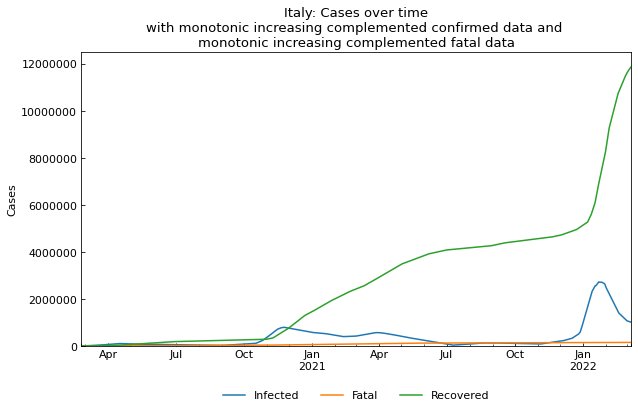 Italy: Cases over time
with monotonic increasing complemented confirmed data and
monotonic increasing complemented fatal data
12000000
10000000
8000000
6000000
4000000
2000000
0
Cases
Apr Jul Oct Jan Apr Jul Oct Jan
2021 2022
Infected Fatal Recovered